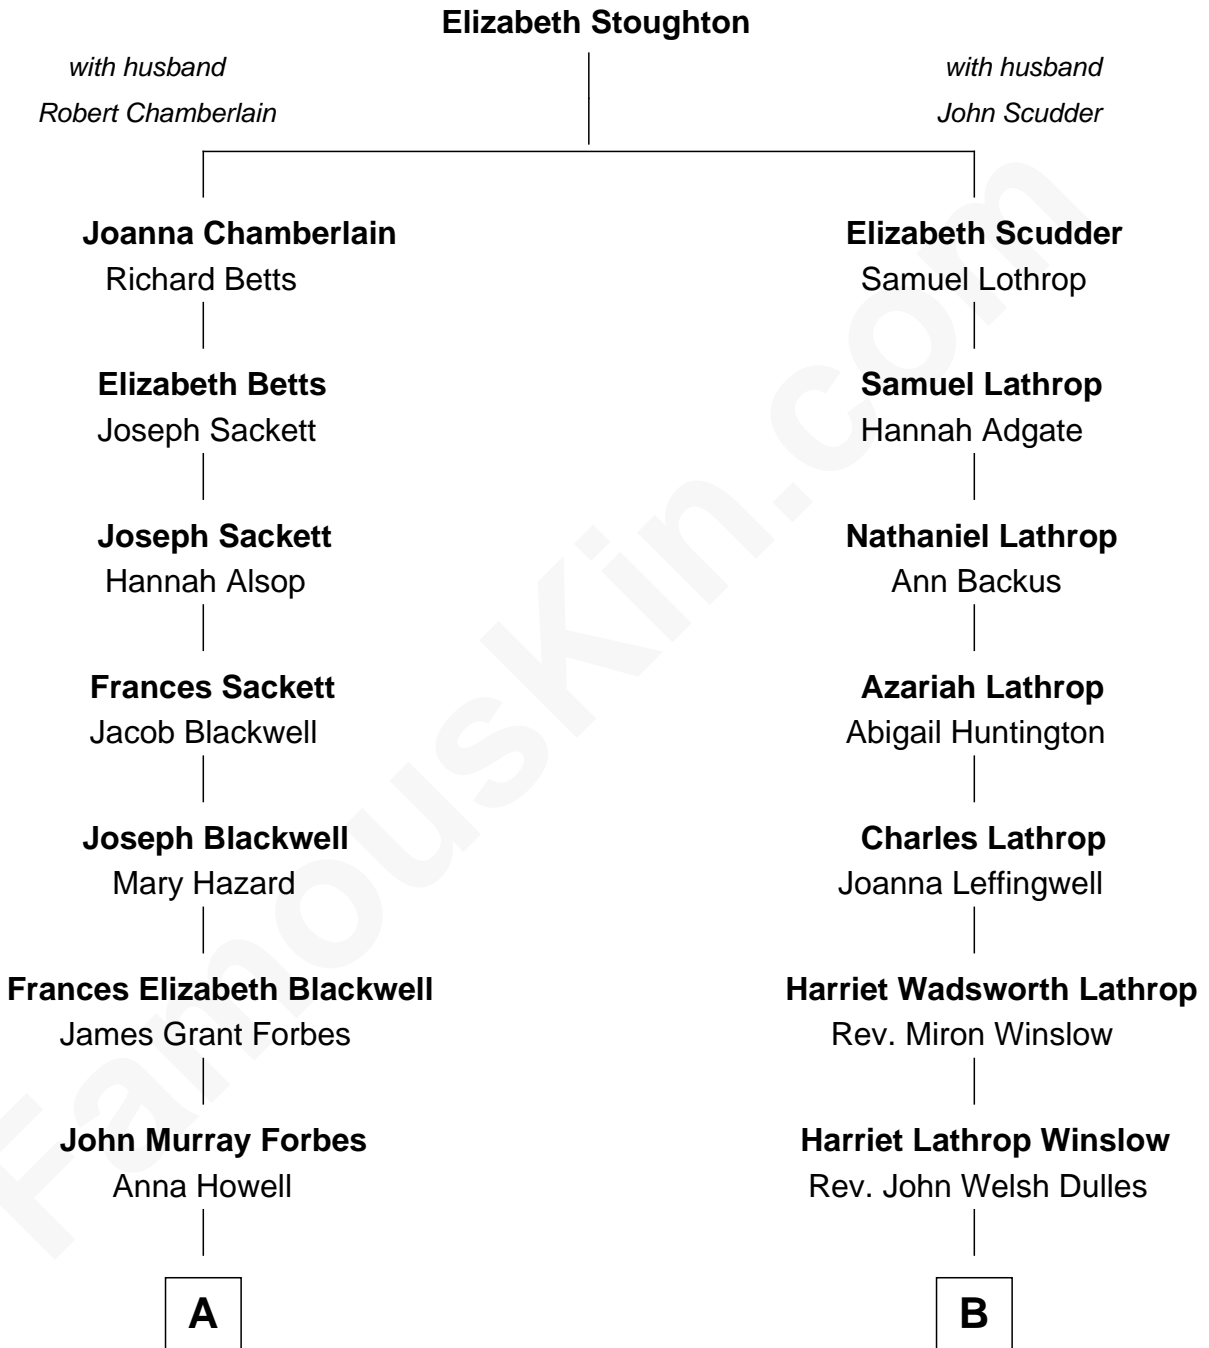 Elizabeth Stoughton
with husband
Robert Chamberlain
with husband
John Scudder
Joanna Chamberlain
Richard Betts
Elizabeth Betts
Joseph Sackett
Joseph Sackett
Hannah Alsop
Frances Sackett
Jacob Blackwell
Joseph Blackwell
Mary Hazard
Frances Elizabeth Blackwell
James Grant Forbes
John Murray Forbes
Anna Howell
A
Elizabeth Scudder
Samuel Lothrop
Samuel Lathrop
Hannah Adgate
Nathaniel Lathrop
Ann Backus
Azariah Lathrop
Abigail Huntington
Charles Lathrop
Joanna Leffingwell
Harriet Wadsworth Lathrop
Rev. Miron Winslow
Harriet Lathrop Winslow
Rev. John Welsh Dulles
B
FamousKin.com